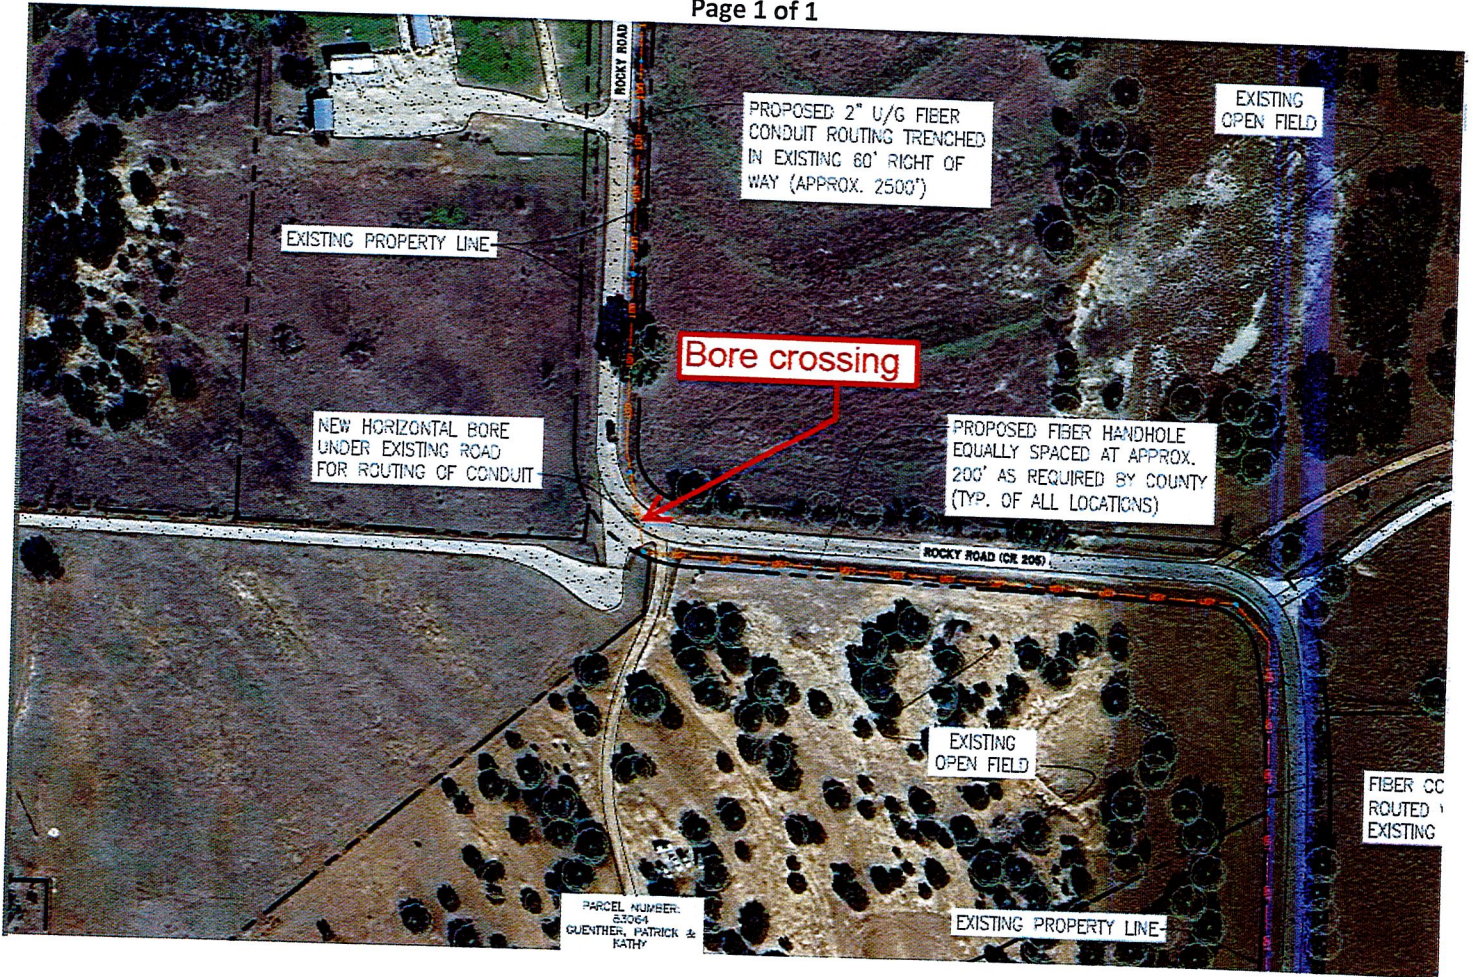 Page 1 of 1
ROCKY ROAD
PROPOSED 2" U/G FIBER
CONDUIT ROUTING TRENCHED
IN EXISTING 60' RIGHT OF
WAY (APPROX. 2500')
EXISTING
OPEN FIELD
EXISTING PROPERTY LINE
Bore crossing
NEW HORIZONTAL BORE
UNDER EXISTING ROAD
FOR ROUTING OF CONDUIT
PROPOSED FIBER HANDHOLE
EQUALLY SPACED AT APPROX.
200' AS REQUIRED BY COUNTY
(TYP. OF ALL LOCATIONS)
ROCKY ROAD (CR 205)
EXISTING
OPEN FIELD
FIBER CO
ROUTED
EXISTING
PARCEL NUMBER:
63064
GUENTHER, PATRICK &
KATHY
EXISTING PROPERTY LINE